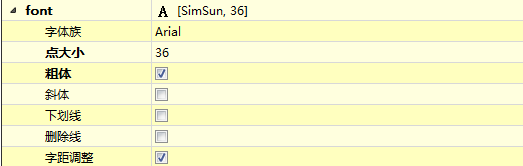 font A [SimSun, 36]
字体族 Arial
点大小 36
粗体
斜体
下划线
删除线
字距调整